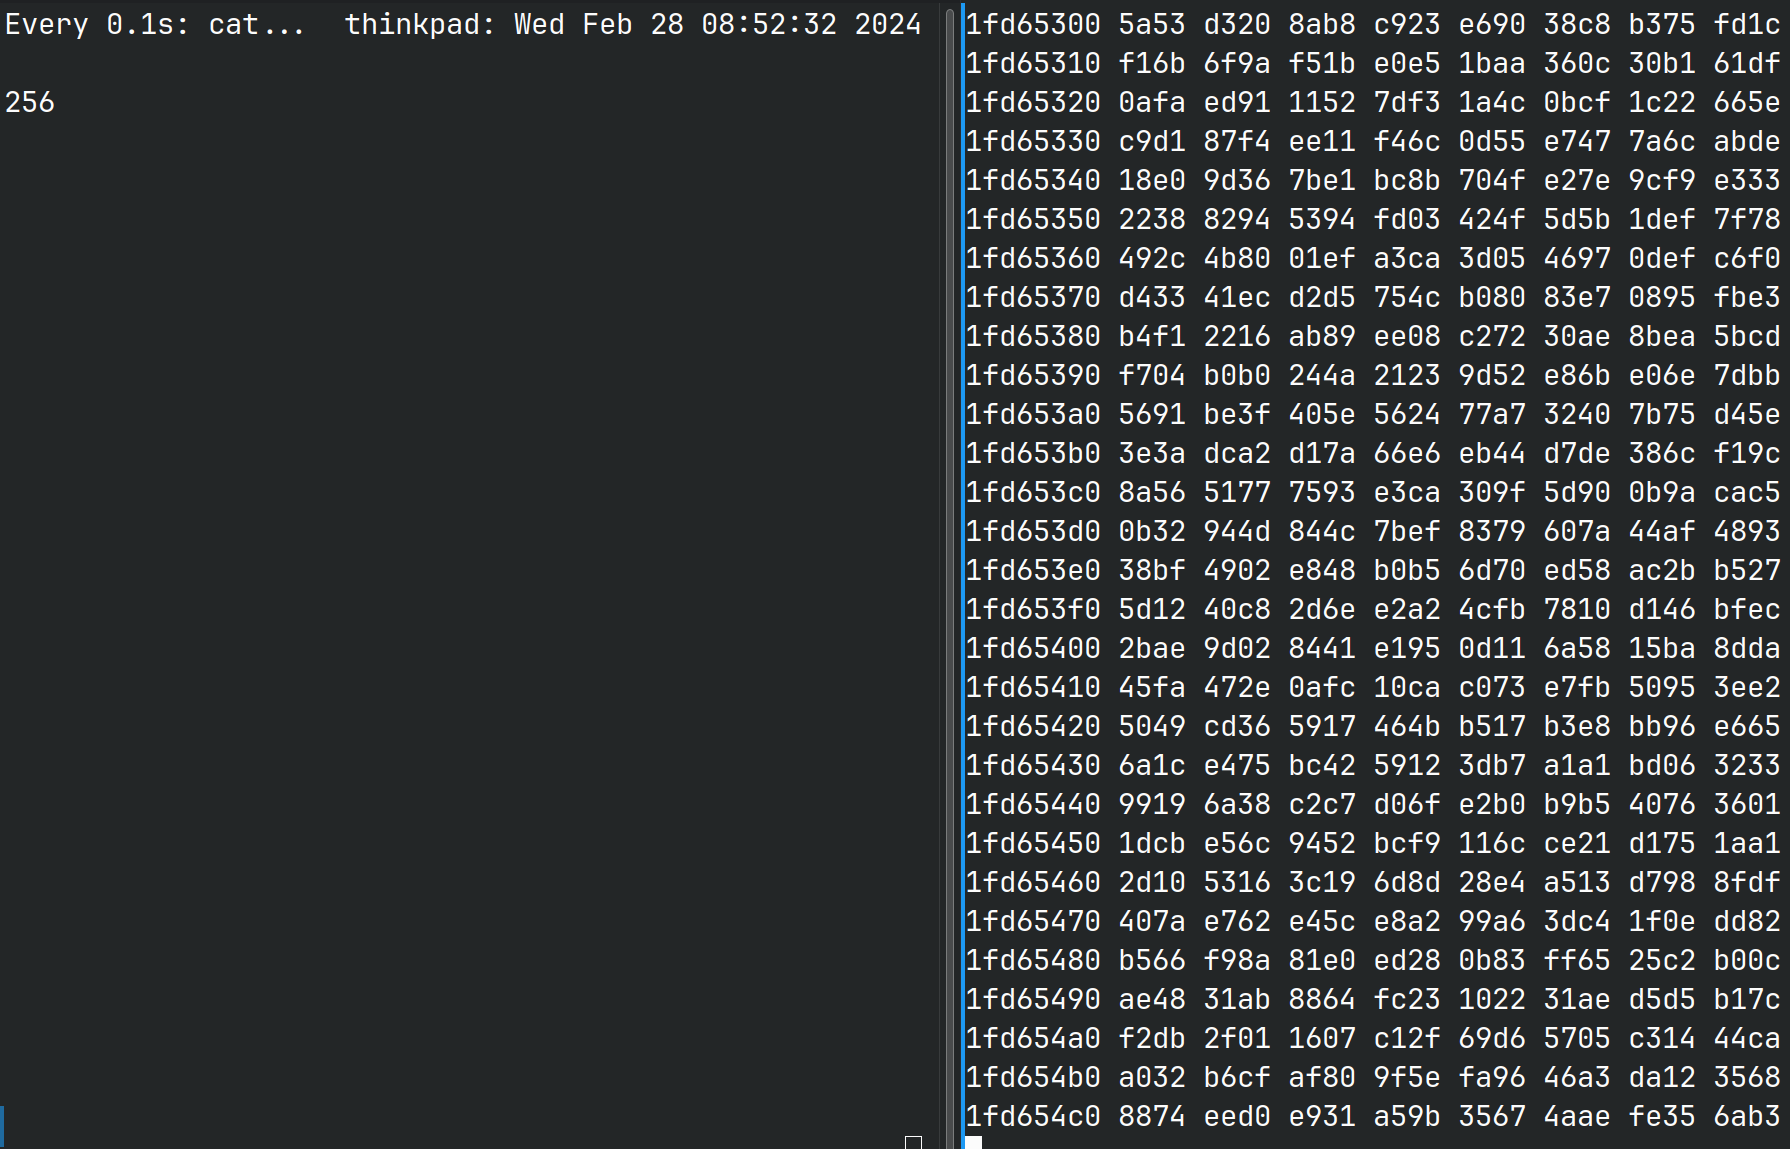 Every 0.1s: cat...  thinkpad: Wed Feb 28 08:52:32 2024
256
1fd65300 5a53 d320 8ab8 c923 e690 38c8 b375 fd1c
1fd65310 f16b 6f9a f51b e0e5 1baa 360c 30b1 61df
1fd65320 0afa ed91 1152 7df3 1a4c 0bcf 1c22 665e
1fd65330 c9d1 87f4 ee11 f46c 0d55 e747 7a6c abde
1fd65340 18e0 9d36 7be1 bc8b 704f e27e 9cf9 e333
1fd65350 2238 8294 5394 fd03 424f 5d5b 1def 7f78
1fd65360 492c 4b80 01ef a3ca 3d05 4697 0def c6f0
1fd65370 d433 41ec d2d5 754c b080 83e7 0895 fbe3
1fd65380 b4f1 2216 ab89 ee08 c272 30ae 8bea 5bcd
1fd65390 f704 b0b0 244a 2123 9d52 e86b e06e 7dbb
1fd653a0 5691 be3f 405e 5624 77a7 3240 7b75 d45e
1fd653b0 3e3a dca2 d17a 66e6 eb44 d7de 386c f19c
1fd653c0 8a56 5177 7593 e3ca 309f 5d90 0b9a cac5
1fd653d0 0b32 944d 844c 7bef 8379 607a 44af 4893
1fd653e0 38bf 4902 e848 b0b5 6d70 ed58 ac2b b527
1fd653f0 5d12 40c8 2d6e e2a2 4cfb 7810 d146 bfec
1fd65400 2bae 9d02 8441 e195 0d11 6a58 15ba 8dda
1fd65410 45fa 472e 0afc 10ca c073 e7fb 5095 3ee2
1fd65420 5049 cd36 5917 464b b517 b3e8 bb96 e665
1fd65430 6a1c e475 bc42 5912 3db7 a1a1 bd06 3233
1fd65440 9919 6a38 c2c7 d06f e2b0 b9b5 4076 3601
1fd65450 1dcb e56c 9452 bcf9 116c ce21 d175 1aa1
1fd65460 2d10 5316 3c19 6d8d 28e4 a513 d798 8fdf
1fd65470 407a e762 e45c e8a2 99a6 3dc4 1f0e dd82
1fd65480 b566 f98a 81e0 ed28 0b83 ff65 25c2 b00c
1fd65490 ae48 31ab 8864 fc23 1022 31ae d5d5 b17c
1fd654a0 f2db 2f01 1607 c12f 69d6 5705 c314 44ca
1fd654b0 a032 b6cf af80 9f5e fa96 46a3 da12 3568
1fd654c0 8874 eed0 e931 a59b 3567 4aae fe35 6ab3